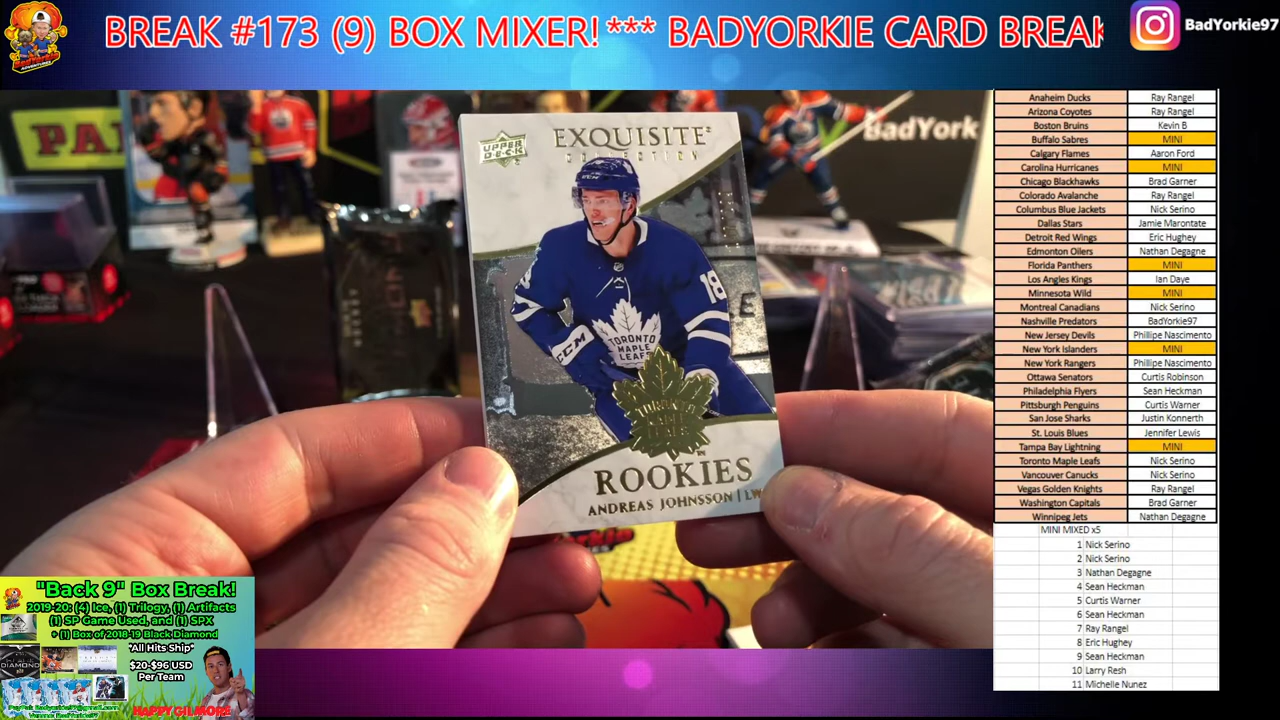 BREAK #173 (9) BOX MIXER! *** BADYORKIE CARD BREAK
BadYorkie97
BadYork
UPPER DECK
EXQUISITE
COLLECTION
CCM
18
TORONTO
MAPLE
LEAFS
CCM
ROOKIES
ANDREAS JOHNSSON | LW
Anaheim Ducks Ray Rangel
Arizona Coyotes Ray Rangel
Boston Bruins Kevin B
Buffalo Sabres MINI
Calgary Flames Aaron Ford
Carolina Hurricanes MINI
Chicago Blackhawks Brad Garner
Colorado Avalanche Ray Rangel
Columbus Blue Jackets Nick Serino
Dallas Stars Jamie Marontate
Detroit Red Wings Eric Hughey
Edmonton Oilers Nathan Degagne
Florida Panthers MINI
Los Angeles Kings Ian Daye
Minnesota Wild MINI
Montreal Canadians Nick Serino
Nashville Predators BadYorkie97
New Jersey Devils Phillipe Nascimento
New York Islanders MINI
New York Rangers Phillipe Nascimento
Ottawa Senators Curtis Robinson
Philadelphia Flyers Sean Heckman
Pittsburgh Penguins Curtis Warner
San Jose Sharks Justin Konnerth
St. Louis Blues Jennifer Lewis
Tampa Bay Lightning MINI
Toronto Maple Leafs Nick Serino
Vancouver Canucks Nick Serino
Vegas Golden Knights Ray Rangel
Washington Capitals Brad Garner
Winnipeg Jets Nathan Degagne
MINI MIXED x5
1 Nick Serino
2 Nick Serino
3 Nathan Degagne
4 Sean Heckman
5 Curtis Warner
6 Sean Heckman
7 Ray Rangel
8 Eric Hughey
9 Sean Heckman
10 Larry Resh
11 Michelle Nunez
"Back 9" Box Break!
2019-20: (4) Ice, (1) Trilogy, (1) Artifacts
(1) SP Game Used, and (1) SPX
+ (1) Box of 2018-19 Black Diamond
*All Hits Ship*
$20-$96 USD
Per Team
HAPPY GILMORE